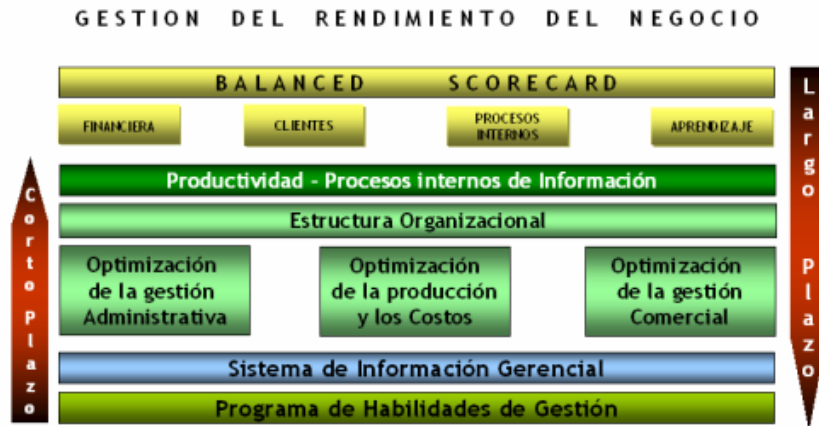 GESTION DEL RENDIMIENTO DEL NEGOCIO
BALANCED SCORECARD
FINANCIERA
CLIENTES
PROCESOS
INTERNOS
APRENDIZAJE
Productividad - Procesos internos de Información
Estructura Organizacional
Optimización
de la gestión
Administrativa
Optimización
de la producción
y los Costos
Optimización
de la gestión
Comercial
Sistema de Información Gerencial
Programa de Habilidades de Gestión
Corto Plazo
Largo Plazo